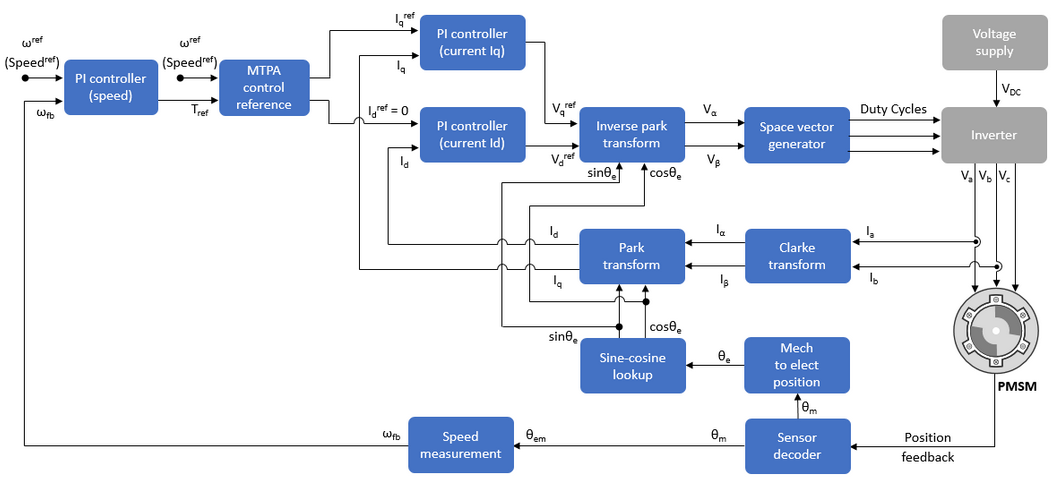 ω^ref
(Speed^ref)
ω_fb
PI controller
(speed)
T_ref
ω^ref
(Speed^ref)
MTPA
control
reference
I_q^ref
I_q
PI controller
(current Iq)
I_d^ref = 0
I_d
PI controller
(current Id)
V_q^ref
V_d^ref
Inverse park
transform
sinθ_e
cosθ_e
V_α
V_β
Space vector
generator
Duty Cycles
Voltage
supply
V_DC
Inverter
V_a
V_b
V_c
I_d
I_q
Park
transform
I_α
I_β
Clarke
transform
I_a
I_b
sinθ_e
cosθ_e
Sine-cosine
lookup
θ_e
Mech
to elect
position
θ_m
PMSM
ω_fb
Speed
measurement
θ_em
θ_m
Sensor
decoder
Position
feedback